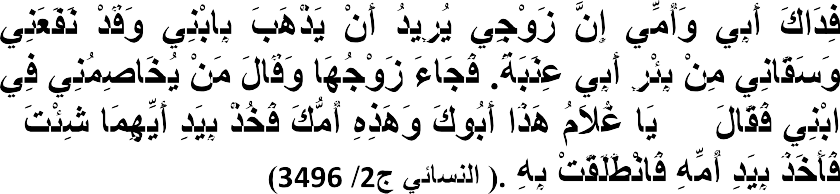 فِدَاكَ أَبِي وَأُمِّي إِنَّ زَوْجِي يُرِيدُ أَنْ يَذْهَبَ بِابْنِي وَقَدْ نَفَعَنِي
وَسَقَانِي مِنْ بِئْرِ أَبِي عِنَبَةَ. فَجَاءَ زَوْجُهَا وَقَالَ مَنْ يُخَاصِمُنِي فِي
ابْنِي فَقَالَ يَا غُلَامُ هَذَا أَبُوكَ وَهَذِهِ أُمُّكَ فَخُذْ بِيَدِ أَيِّهِمَا شِئْتَ
فَأَخَذَ بِيَدِ أُمِّهِ فَانْطَلَقَتْ بِهِ .( النسائي ج2/ 3496)